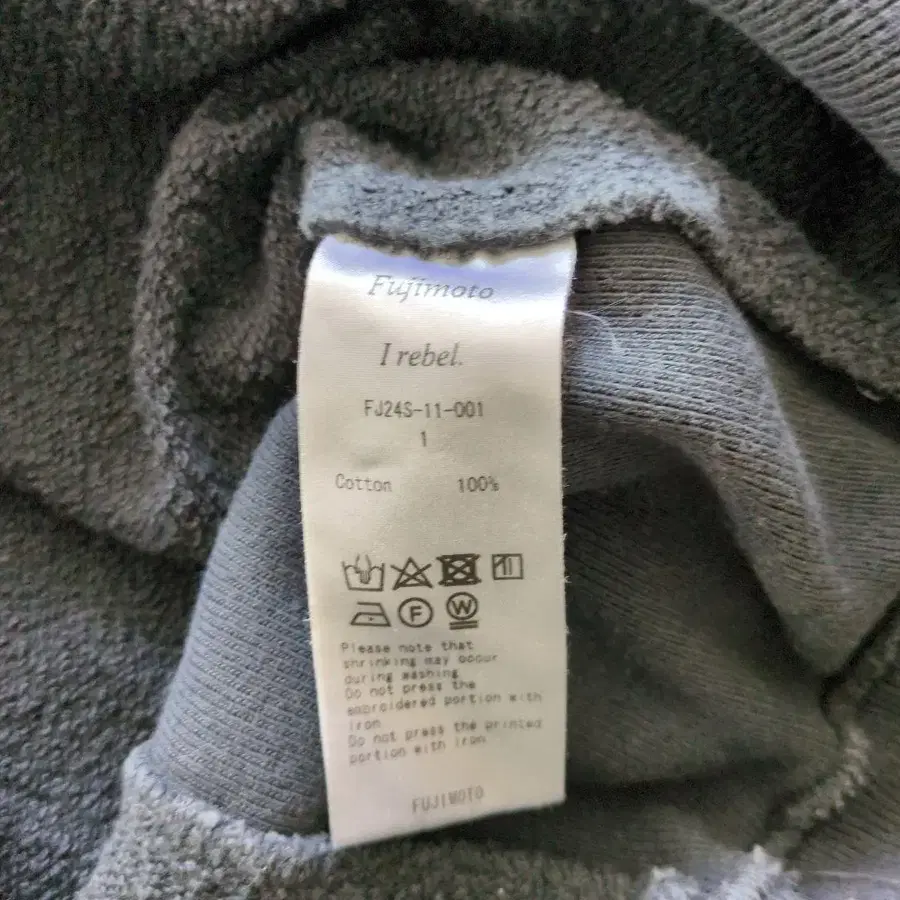 Fujimoto
I rebel.
FJ24S-11-001
1
Cotton 100%
F W
Please note that
shrinking may occur
during washing
Do not press the
embroidered portion with
iron
Do not press the printed
portion with iron
FUJIMOTO